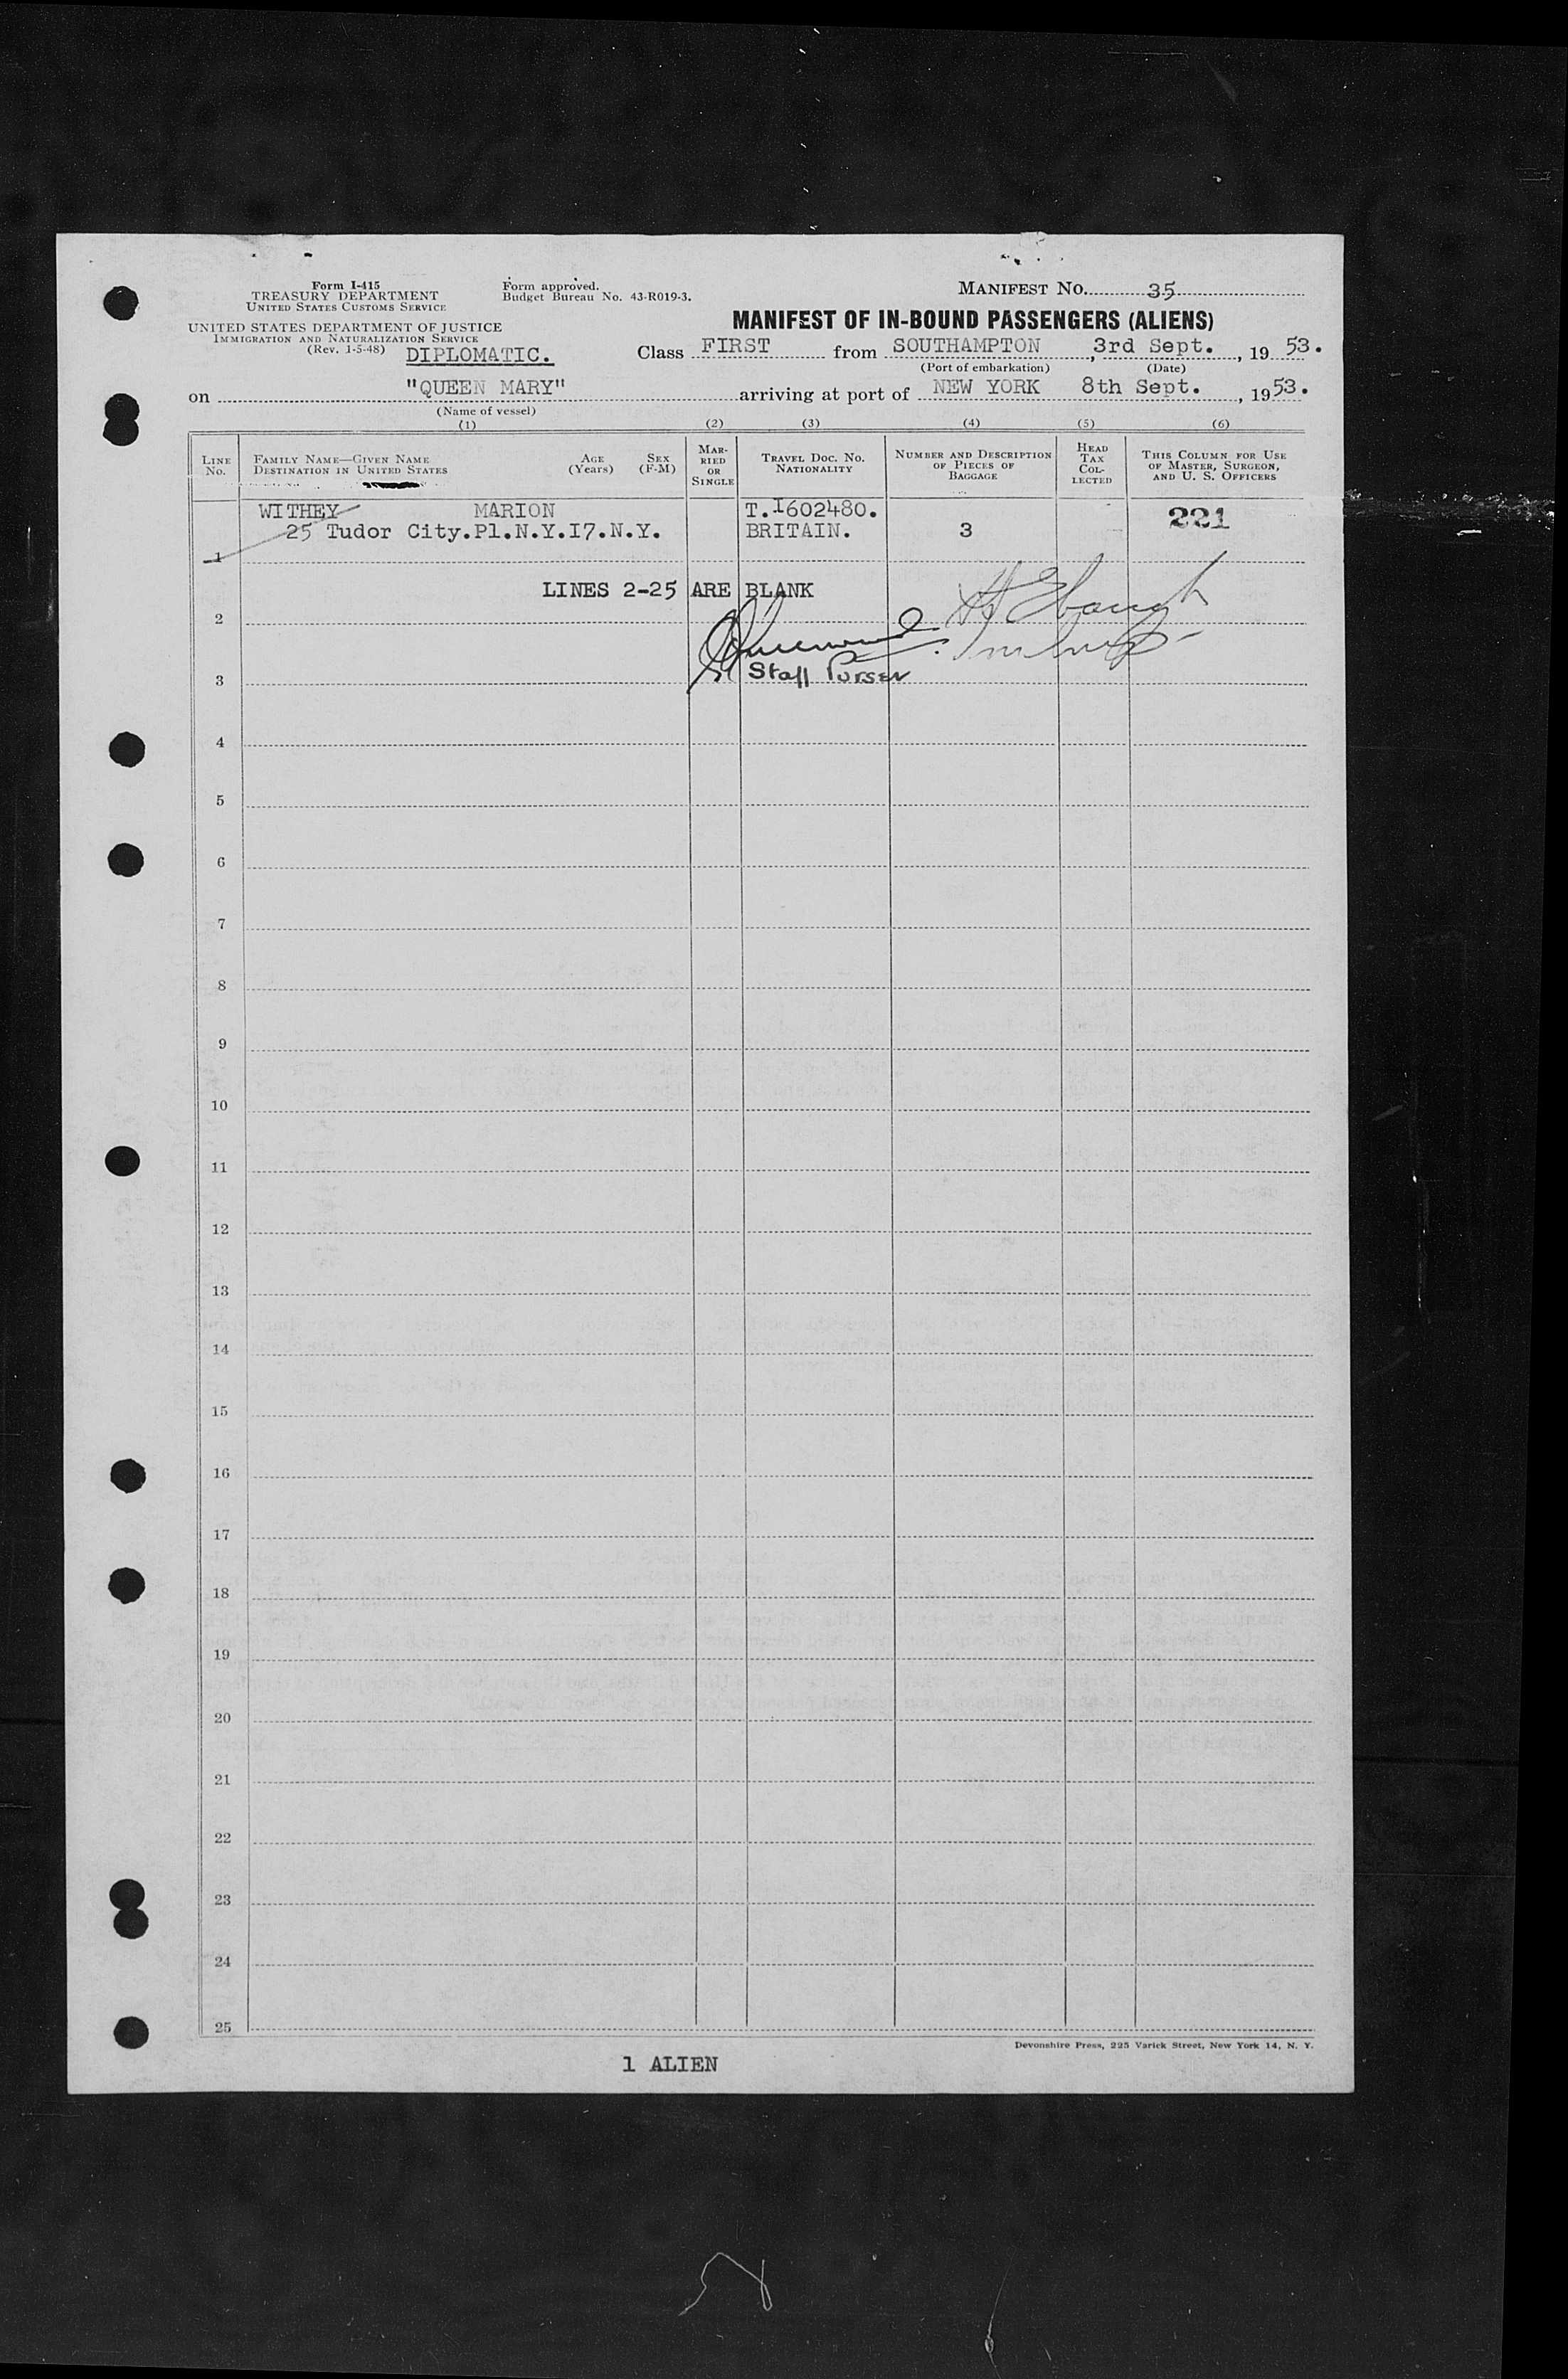 Form I-415
TREASURY DEPARTMENT
UNITED STATES CUSTOMS SERVICE
UNITED STATES DEPARTMENT OF JUSTICE
IMMIGRATION AND NATURALIZATION SERVICE
(Rev. 1-5-48)
DIPLOMATIC.
Form approved.
Budget Bureau No. 43-R019-3.
MANIFEST NO. 35
MANIFEST OF IN-BOUND PASSENGERS (ALIENS)
Class FIRST from SOUTHAMPTON, 3rd Sept., 19 53.
(Port of embarkation) (Date)
on "QUEEN MARY" arriving at port of NEW YORK 8th Sept., 19 53.
(Name of vessel)
(1) (2) (3) (4) (5) (6)
LINE NO.
FAMILY NAME—GIVEN NAME
DESTINATION IN UNITED STATES
AGE (Years)
SEX (F-M)
MARRIED OR SINGLE
TRAVEL DOC. NO.
NATIONALITY
NUMBER AND DESCRIPTION OF PIECES OF BAGGAGE
HEAD TAX COLLECTED
THIS COLUMN FOR USE OF MASTER, SURGEON, AND U. S. OFFICERS
WITHEY MARION T.I602480.
25 Tudor City.Pl.N.Y.I7.N.Y. BRITAIN. 3 221
1
LINES 2-25 ARE BLANK
2
Staff Purser
3
4
5
6
7
8
9
10
11
12
13
14
15
16
17
18
19
20
21
22
23
24
25
Devonshire Press, 225 Varick Street, New York 14, N. Y.
1 ALIEN